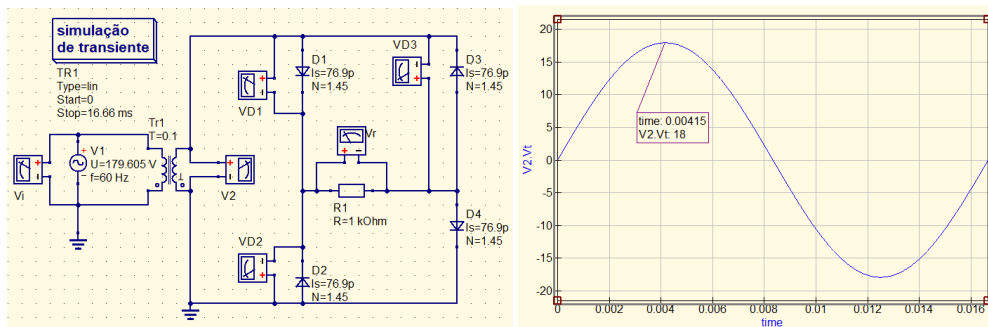 simulação
de transiente
TR1
Type=lin
Start=0
Stop=16.66 ms
Tr1
T=0.1
V1
U=179.605 V
f=60 Hz
Vi
V2
VD1
D1
Is=76.9p
N=1.45
VD3
D3
Is=76.9p
N=1.45
Vr
R1
R=1 kOhm
D4
Is=76.9p
N=1.45
VD2
D2
Is=76.9p
N=1.45
20
15
10
5
0
-5
-10
-15
-20
V2.Vt
time: 0.00415
V2.Vt: 18
0 0.002 0.004 0.006 0.008 0.01 0.012 0.014 0.016
time